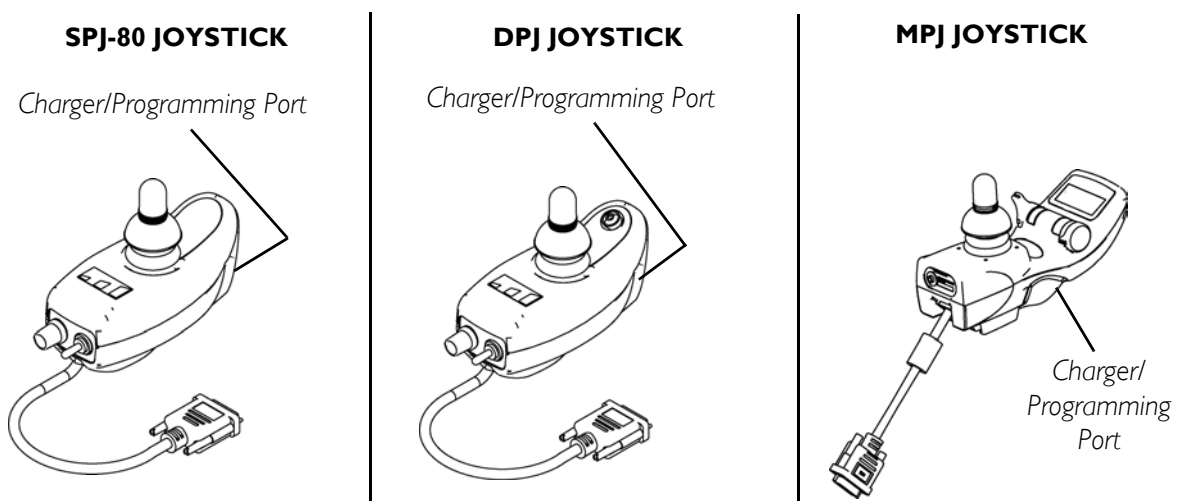 SPJ-80 JOYSTICK
Charger/Programming Port
DPJ JOYSTICK
Charger/Programming Port
MPJ JOYSTICK
Charger/
Programming
Port